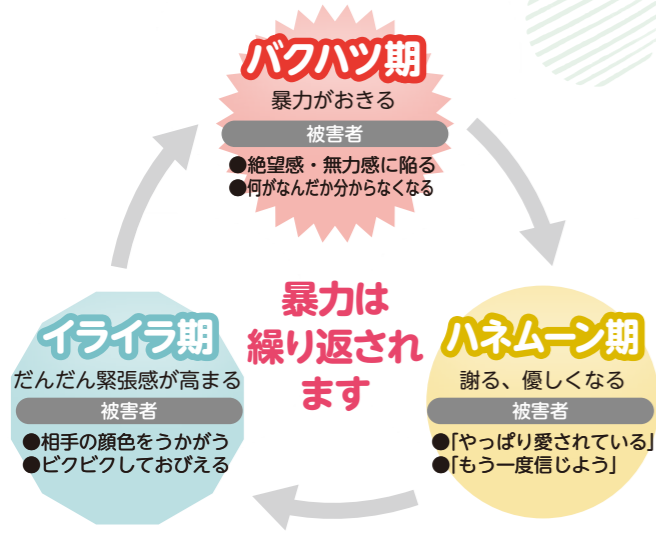 バクハツ期
暴力がおきる
被害者
●絶望感・無力感に陥る
●何がなんだか分からなくなる
暴力は
繰り返され
ます
イライラ期
だんだん緊張感が高まる
被害者
●相手の顔色をうかがう
●ビクビクしておびえる
ハネムーン期
謝る、優しくなる
被害者
●「やっぱり愛されている」
●「もう一度信じよう」